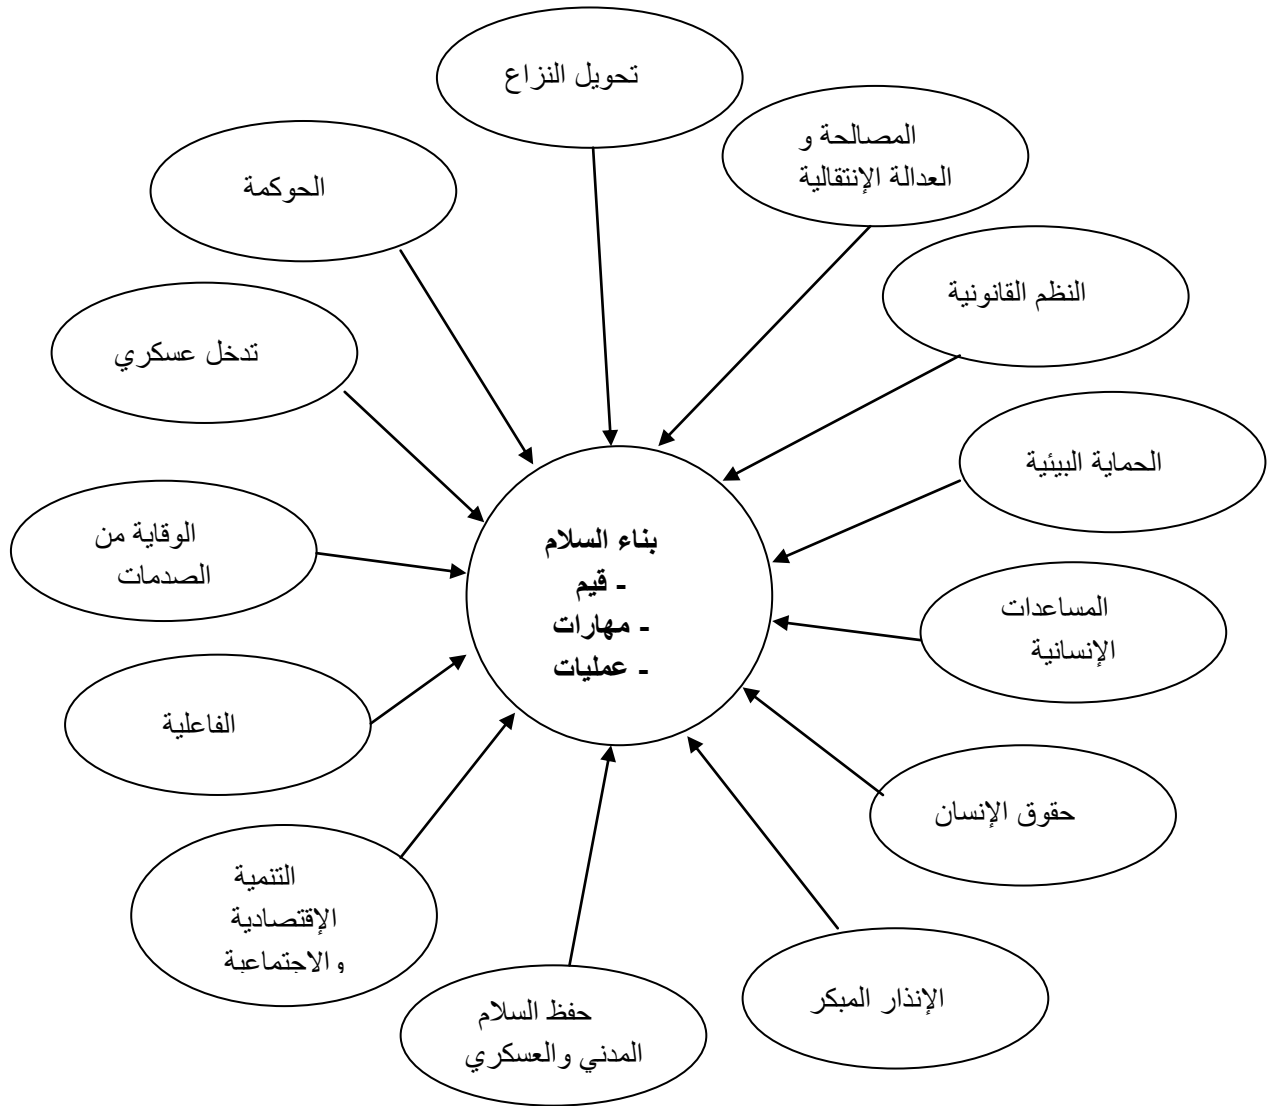 تحويل النزاع
المصالحة و
العدالة الإنتقالية
الحوكمة
النظم القانونية
تدخل عسكري
الحماية البيئية
الوقاية من
الصدمات
بناء السلام
- قيم
- مهارات
- عمليات
المساعدات
الإنسانية
الفاعلية
حقوق الإنسان
التنمية
الإقتصادية
والاجتماعية
الإنذار المبكر
حفظ السلام
المدني والعسكري